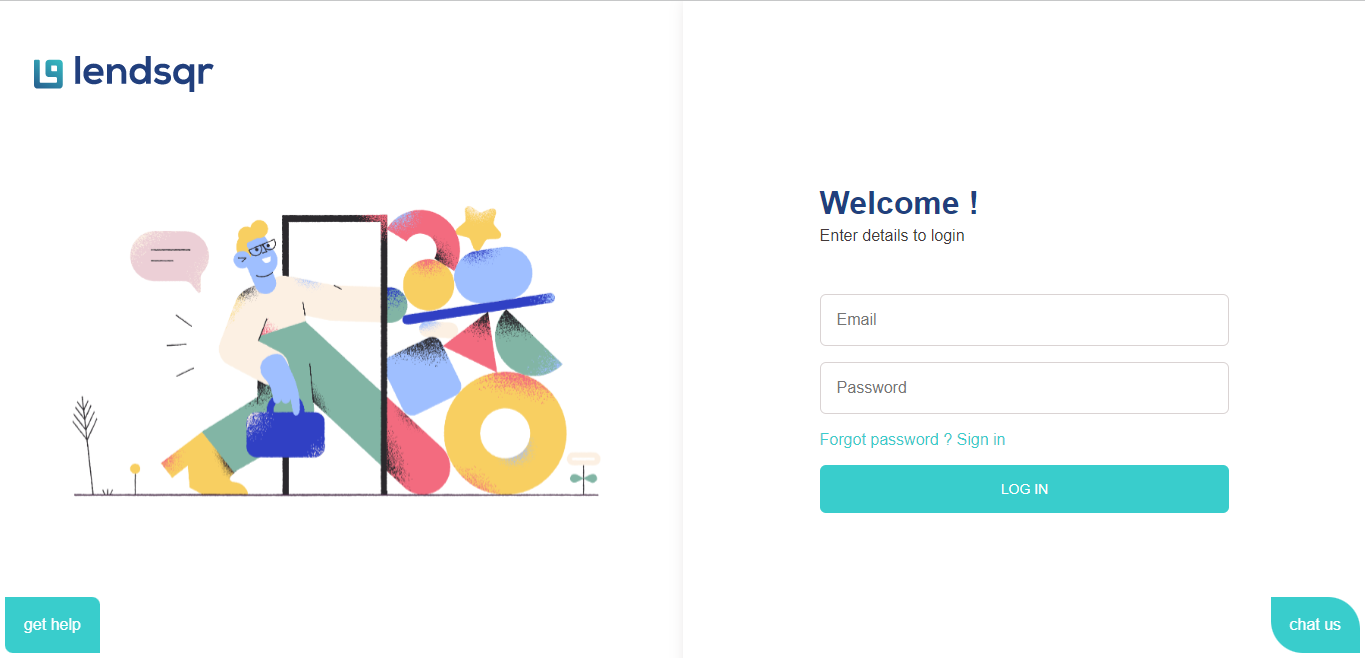 lendsqr
Welcome !
Enter details to login
Email
Password
Forgot password ? Sign in
LOG IN
get help
chat us